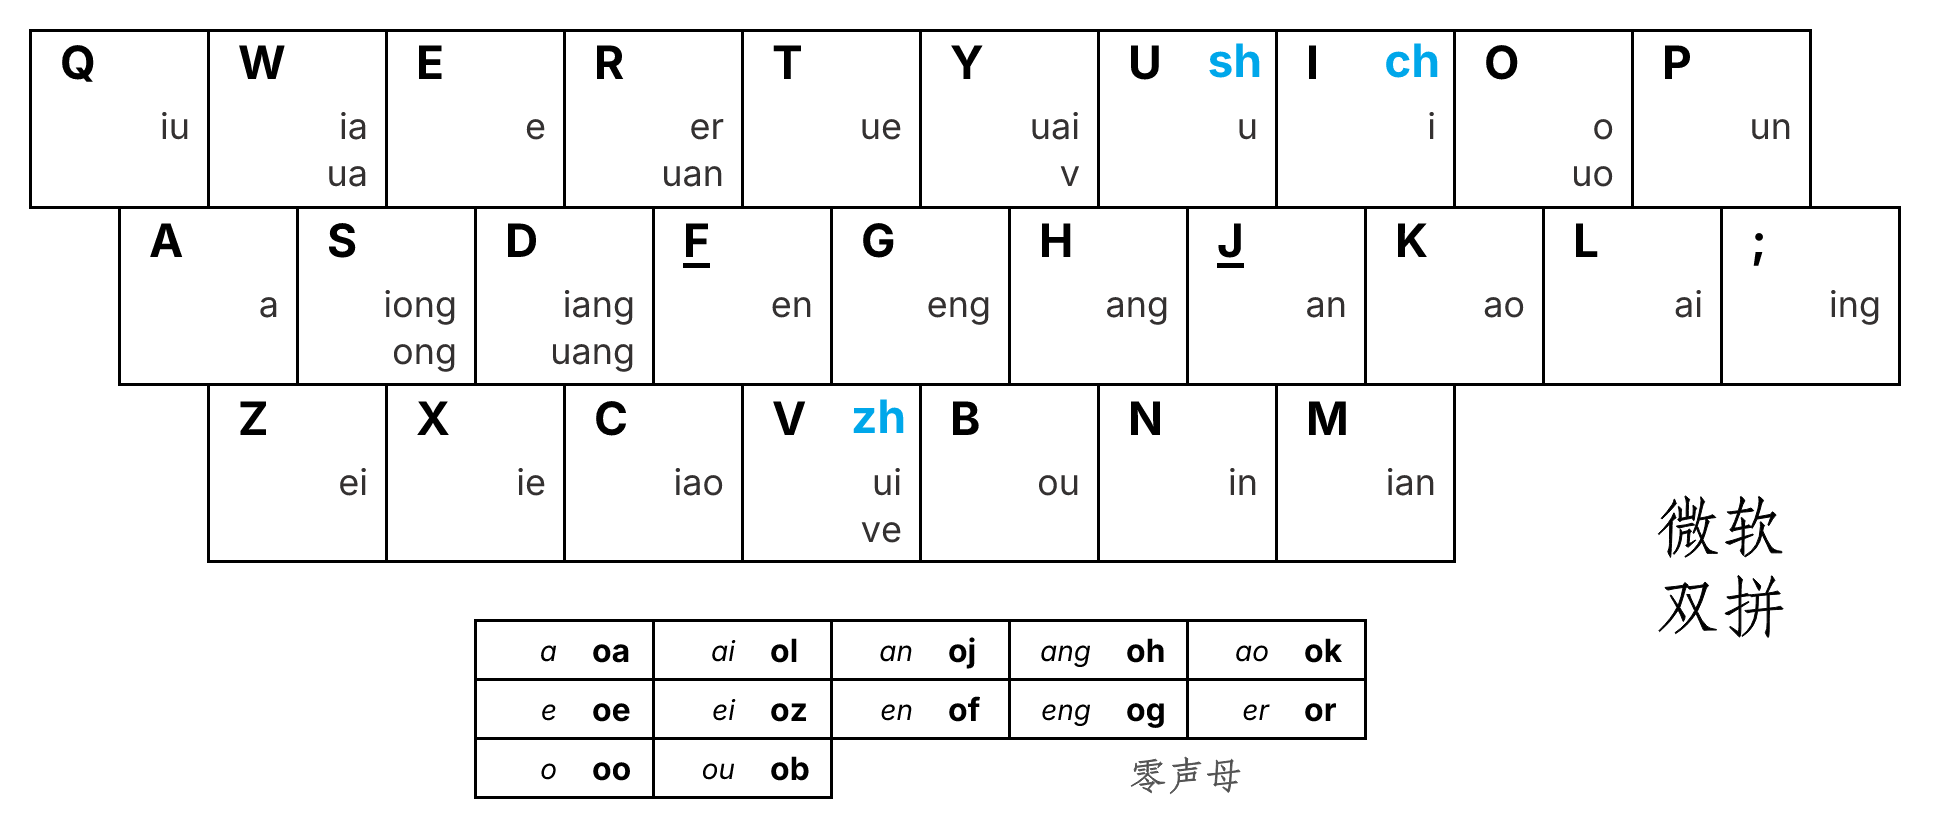 Q W E R T Y U sh I ch O P
iu ia e er ue uai u i o un
ua uan v uo
A S D F G H J K L ;
a iong iang en eng ang an ao ai ing
ong uang
Z X C V zh B N M
ei ie iao ui ou in ian
ve
微软
双拼
a oa ai ol an oj ang oh ao ok
e oe ei oz en of eng og er or
o oo ou ob
零声母